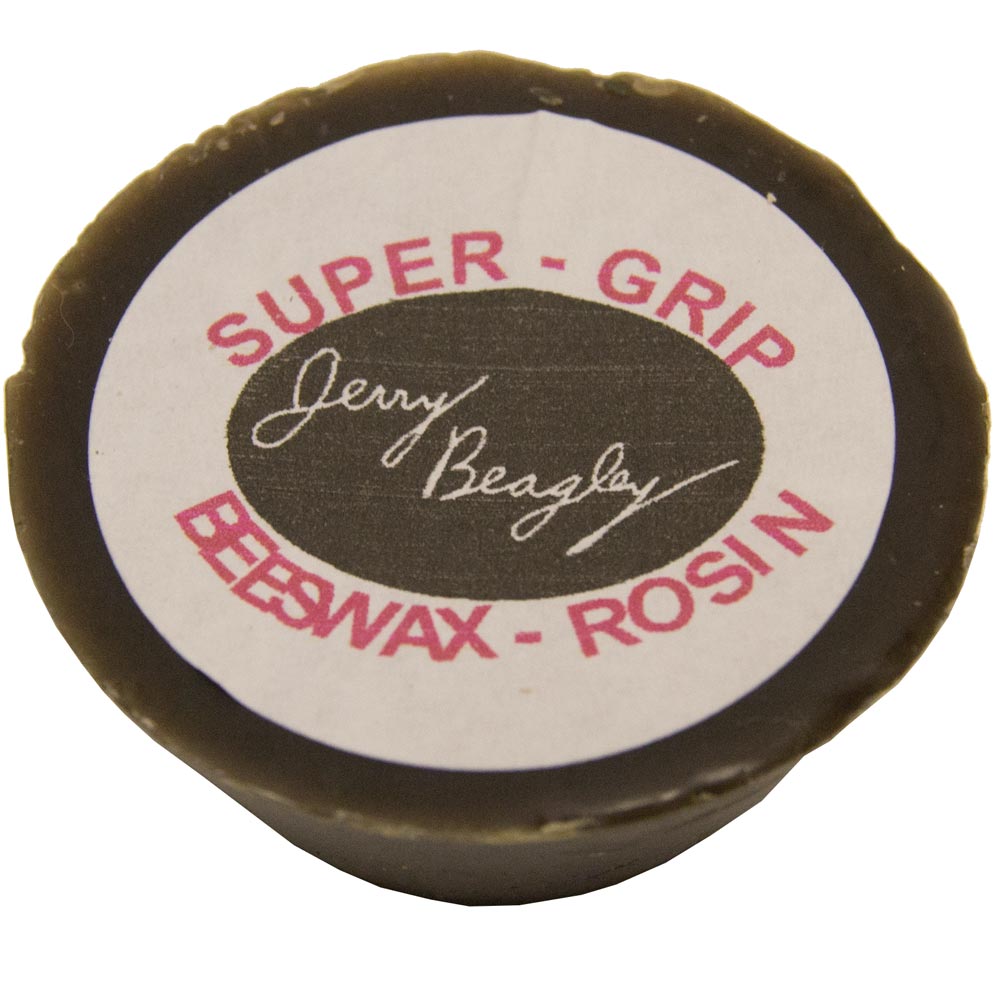 SUPER - GRIP
Jerry
Beagley
BEESWAX - ROSIN